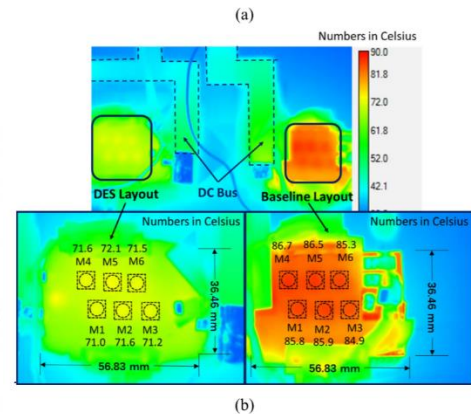 (a)
Numbers in Celsius
90.0
81.8
72.0
61.8
52.0
42.1
DES Layout
DC Bus
Baseline Layout
Numbers in Celsius
Numbers in Celsius
71.6 72.1 71.5
M4 M5 M6
M1 M2 M3
71.0 71.6 71.2
36.46 mm
56.83 mm
86.7 86.5 85.3
M4 M5 M6
M1 M2 M3
85.8 85.9 84.9
36.46 mm
56.83 mm
(b)